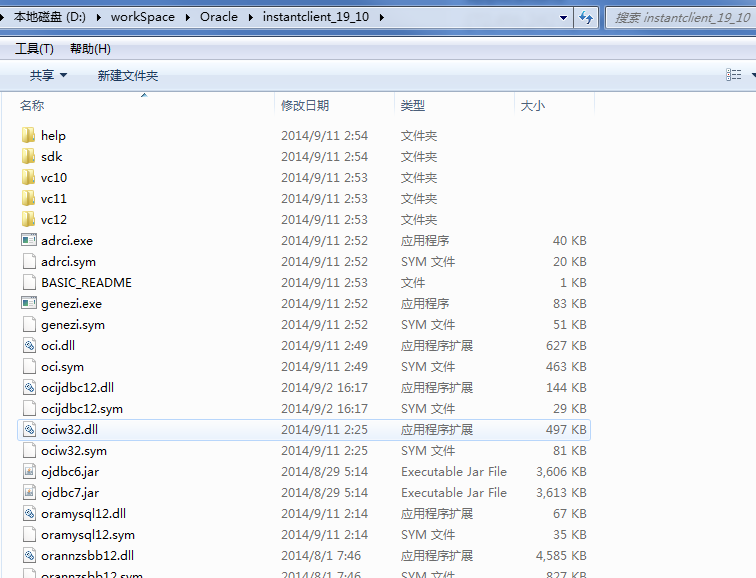 本地磁盘 (D:) workSpace Oracle instantclient_19_10 搜索 instantclient_19_10
工具(T) 帮助(H)
共享 新建文件夹
名称 修改日期 类型 大小
help 2014/9/11 2:54 文件夹
sdk 2014/9/11 2:54 文件夹
vc10 2014/9/11 2:53 文件夹
vc11 2014/9/11 2:53 文件夹
vc12 2014/9/11 2:53 文件夹
adrci.exe 2014/9/11 2:52 应用程序 40 KB
adrci.sym 2014/9/11 2:52 SYM 文件 20 KB
BASIC_README 2014/9/11 2:53 文件 1 KB
genezi.exe 2014/9/11 2:52 应用程序 83 KB
genezi.sym 2014/9/11 2:52 SYM 文件 51 KB
oci.dll 2014/9/11 2:49 应用程序扩展 627 KB
oci.sym 2014/9/11 2:49 SYM 文件 463 KB
ocijdbc12.dll 2014/9/2 16:17 应用程序扩展 144 KB
ocijdbc12.sym 2014/9/2 16:17 SYM 文件 29 KB
ociw32.dll 2014/9/11 2:25 应用程序扩展 497 KB
ociw32.sym 2014/9/11 2:25 SYM 文件 81 KB
ojdbc6.jar 2014/8/29 5:14 Executable Jar File 3,606 KB
ojdbc7.jar 2014/8/29 5:14 Executable Jar File 3,613 KB
oramysql12.dll 2014/9/11 2:14 应用程序扩展 67 KB
oramysql12.sym 2014/9/11 2:14 SYM 文件 35 KB
orannzsbb12.dll 2014/8/1 7:46 应用程序扩展 4,585 KB
orannzsbb12.sym 2014/8/1 7:46 SYM 文件 827 KB